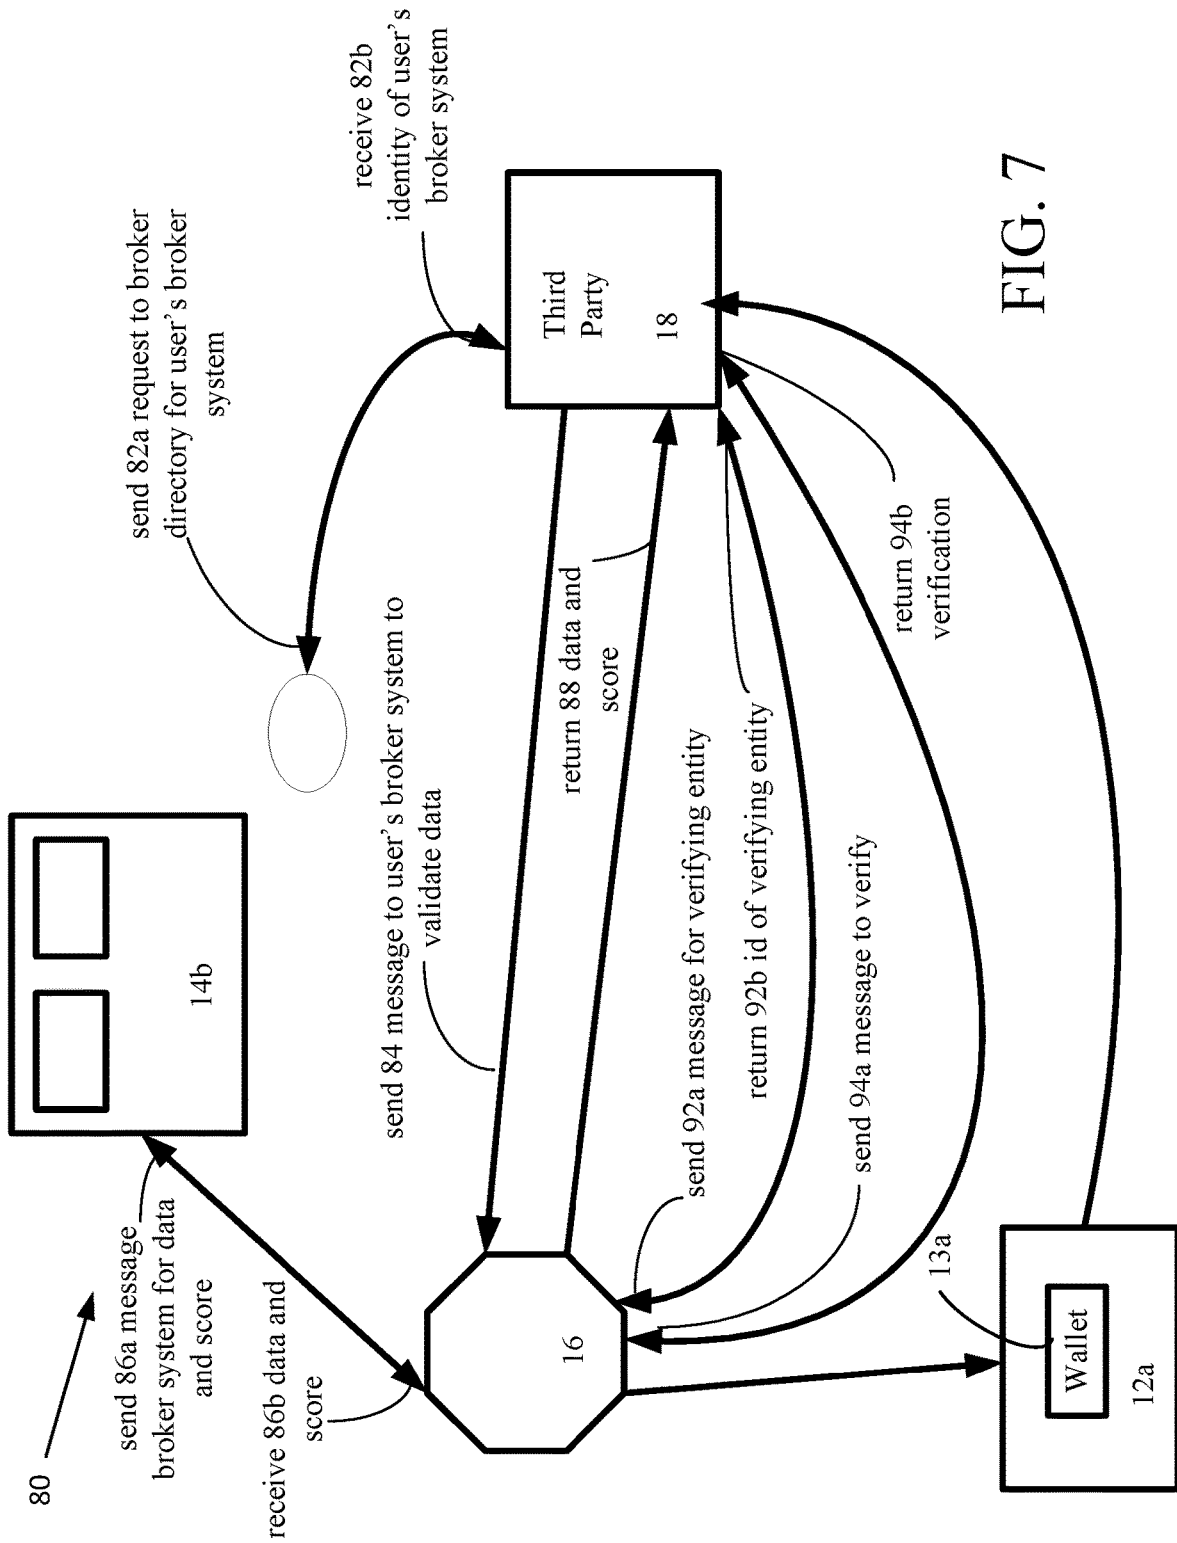 80
send 86a message
broker system for data
and score
receive 86b data and
score
14b
send 82a request to broker
directory for user's broker
system
receive 82b
identity of user's
broker system
send 84 message to user's broker system to
validate data
return 88 data and
score
Third
Party
18
16
send 92a message for verifying entity
return 92b id of verifying entity
send 94a message to verify
return 94b
verification
13a
Wallet
12a
FIG. 7